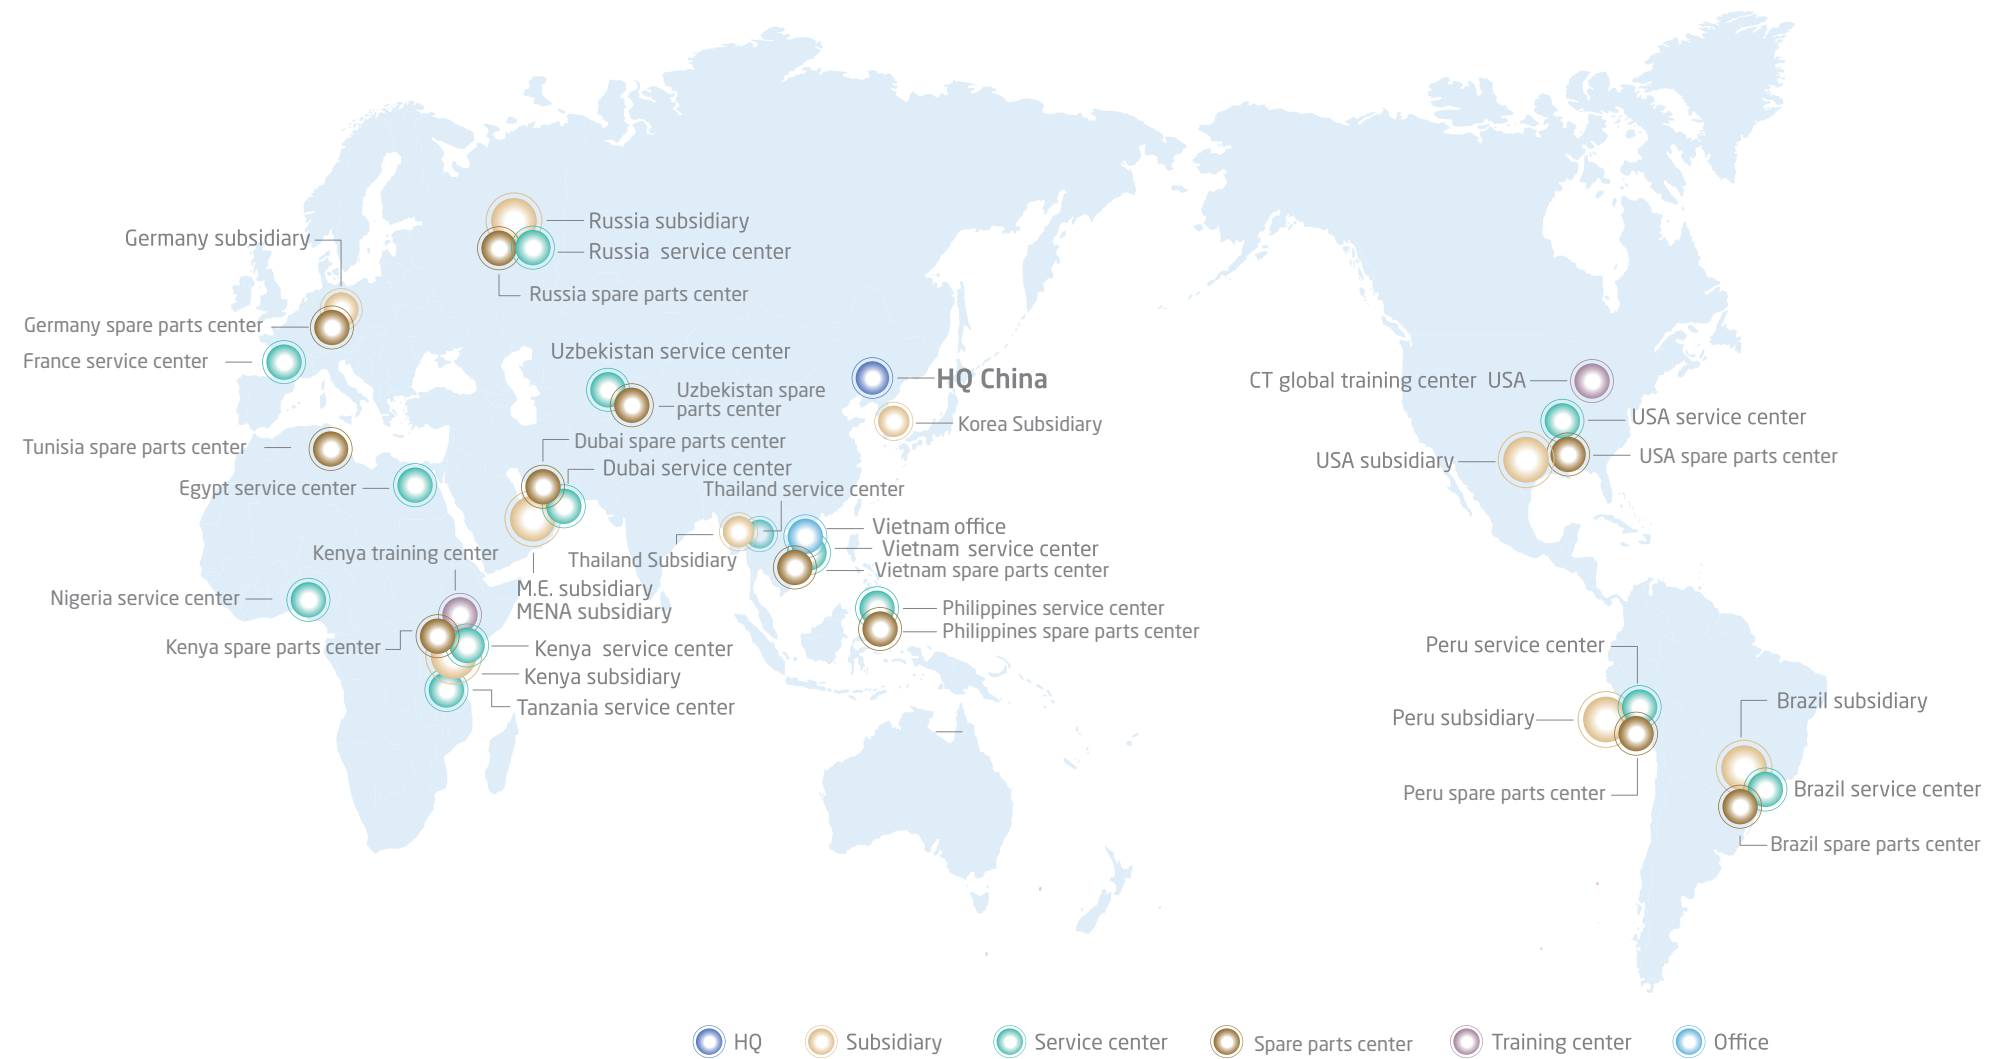 Russia subsidiary
Germany subsidiary
Russia service center
Russia spare parts center
Germany spare parts center
France service center
Uzbekistan service center
Uzbekistan spare
parts center
HQ China
CT global training center USA
Korea Subsidiary
USA service center
Tunisia spare parts center
Dubai spare parts center
USA subsidiary
USA spare parts center
Dubai service center
Egypt service center
Thailand service center
Vietnam office
Kenya training center
Vietnam service center
Thailand Subsidiary
Vietnam spare parts center
M.E. subsidiary
MENA subsidiary
Nigeria service center
Philippines service center
Philippines spare parts center
Kenya spare parts center
Kenya service center
Peru service center
Kenya subsidiary
Tanzania service center
Brazil subsidiary
Peru subsidiary
Peru spare parts center
Brazil service center
Brazil spare parts center
HQ
Subsidiary
Service center
Spare parts center
Training center
Office